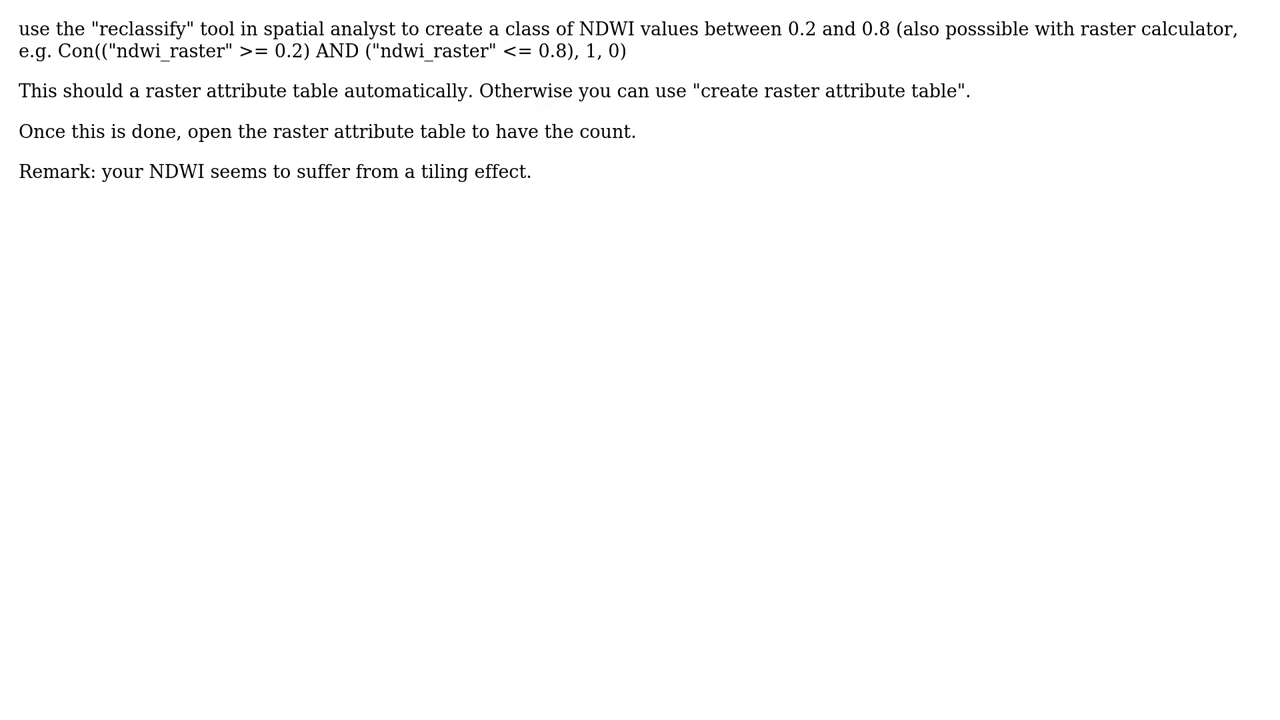 use the "reclassify" tool in spatial analyst to create a class of NDWI values between 0.2 and 0.8 (also posssible with raster calculator,
e.g. Con(("ndwi_raster" >= 0.2) AND ("ndwi_raster" <= 0.8), 1, 0)
This should a raster attribute table automatically. Otherwise you can use "create raster attribute table".
Once this is done, open the raster attribute table to have the count.
Remark: your NDWI seems to suffer from a tiling effect.